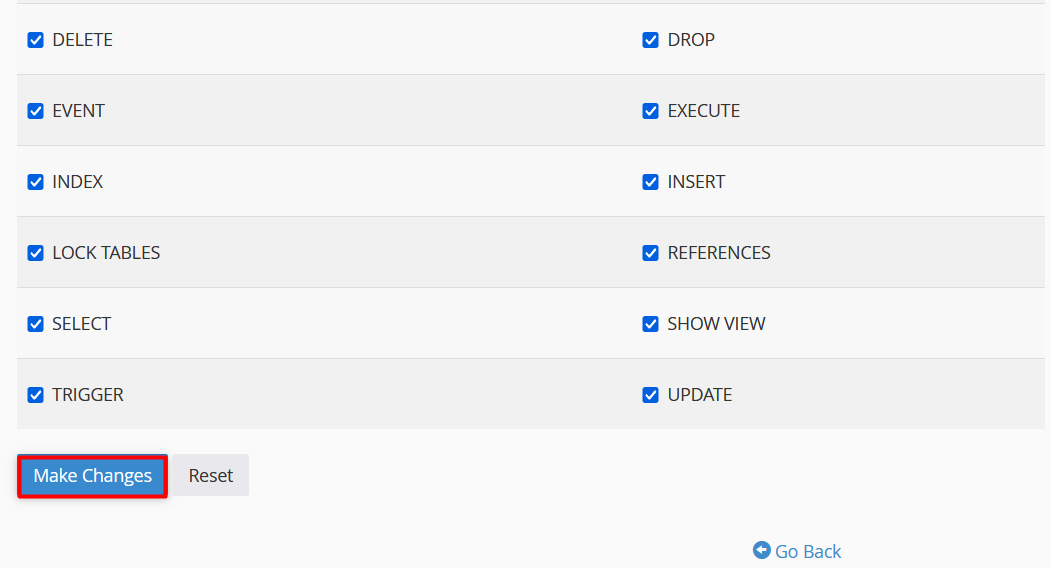 DELETE DROP
EVENT EXECUTE
INDEX INSERT
LOCK TABLES REFERENCES
SELECT SHOW VIEW
TRIGGER UPDATE
Make Changes Reset
Go Back